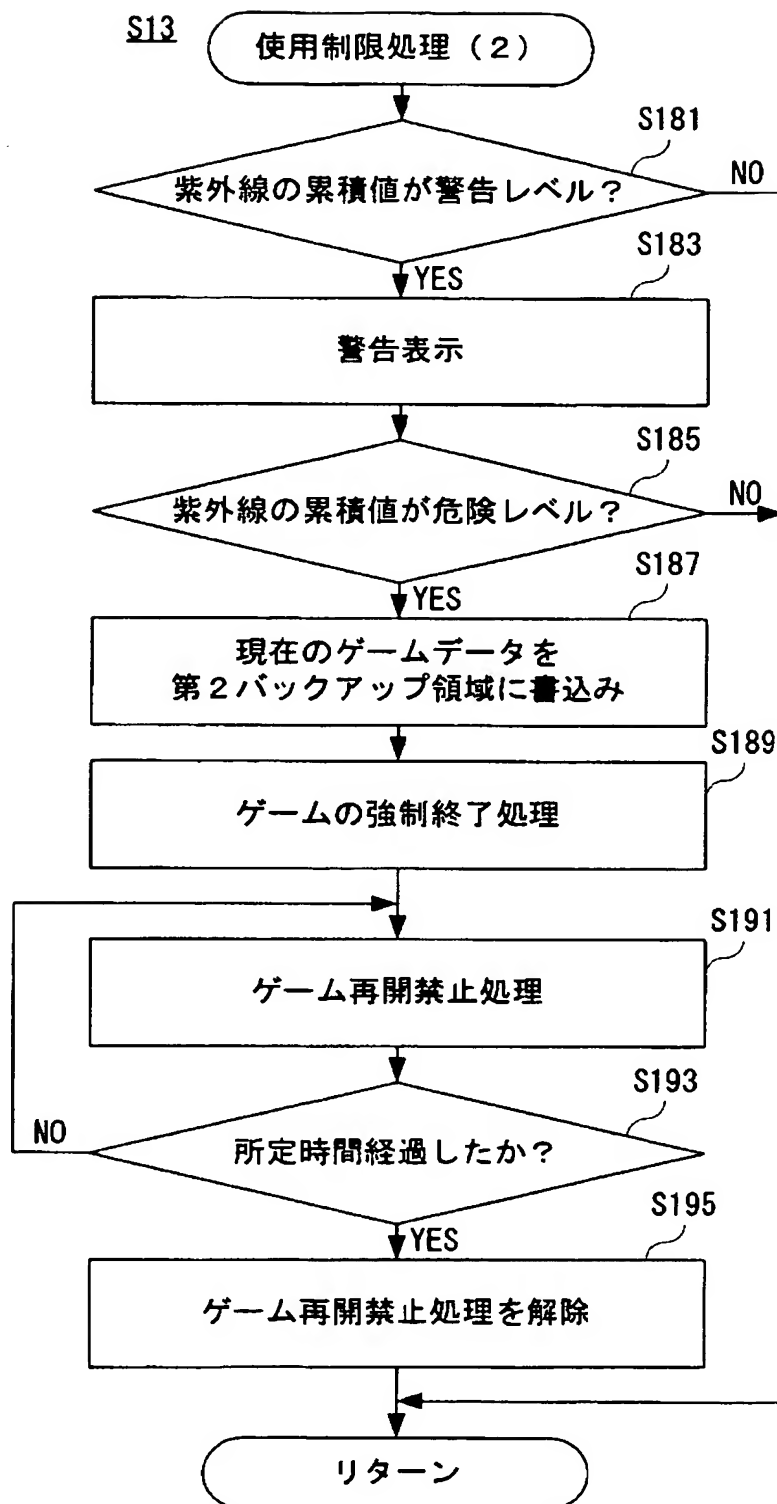 S13
使用制限処理（２）
S181
紫外線の累積値が警告レベル？
NO
S183
YES
警告表示
S185
紫外線の累積値が危険レベル？
NO
S187
YES
現在のゲームデータを
第２バックアップ領域に書込み
S189
ゲームの強制終了処理
S191
ゲーム再開禁止処理
S193
NO
所定時間経過したか？
S195
YES
ゲーム再開禁止処理を解除
リターン